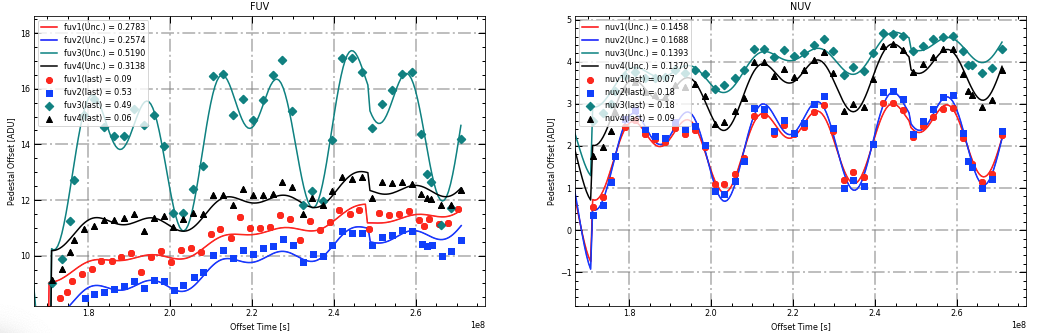 FUV
fuv1(Unc.) = 0.2783
fuv2(Unc.) = 0.2574
fuv3(Unc.) = 0.5190
fuv4(Unc.) = 0.3138
fuv1(last) = 0.09
fuv2(last) = 0.53
fuv3(last) = 0.49
fuv4(last) = 0.06
Pedestal Offset [ADU]
18
16
14
12
10
1.8
2.0
2.2
2.4
2.6
1e8
Offset Time [s]
NUV
nuv1(Unc.) = 0.1458
nuv2(Unc.) = 0.1688
nuv3(Unc.) = 0.1393
nuv4(Unc.) = 0.1370
nuv1(last) = 0.07
nuv2(last) = 0.18
nuv3(last) = 0.18
nuv4(last) = 0.09
Pedestal Offset [ADU]
5
4
3
2
1
0
−1
1.8
2.0
2.2
2.4
2.6
1e8
Offset Time [s]